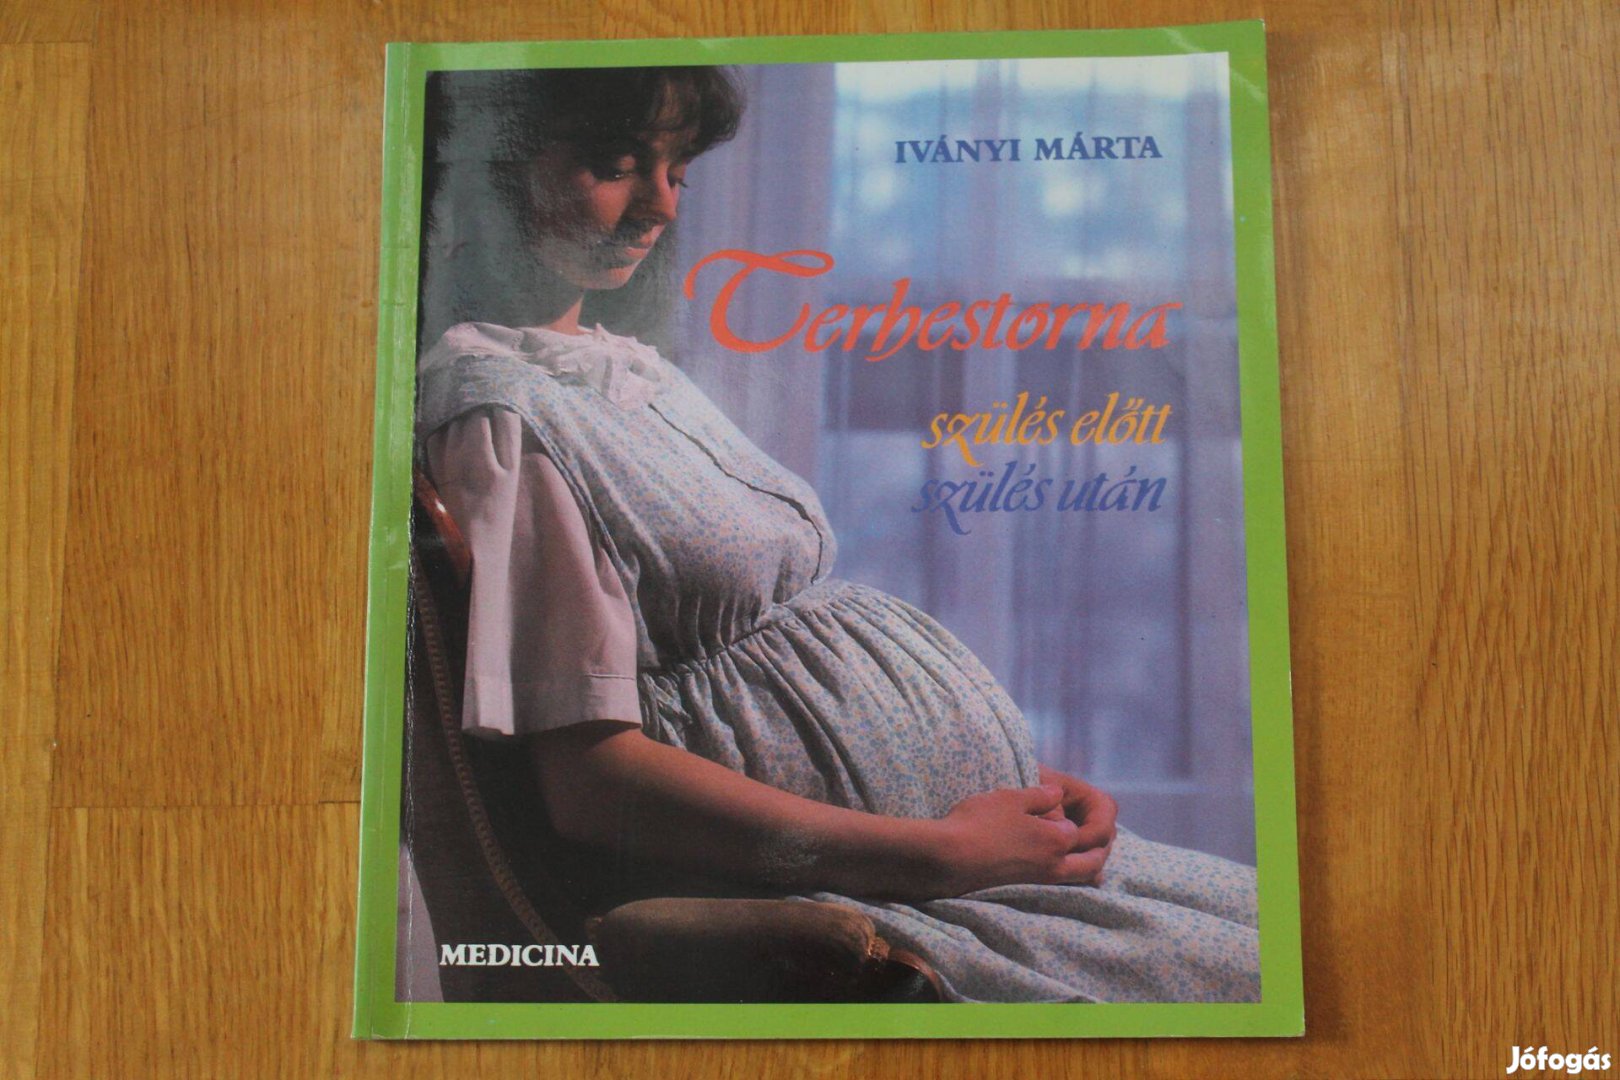 IVÁNYI MÁRTA
Terhestorna
szülés előtt
szülés után
MEDICINA
Jófogás